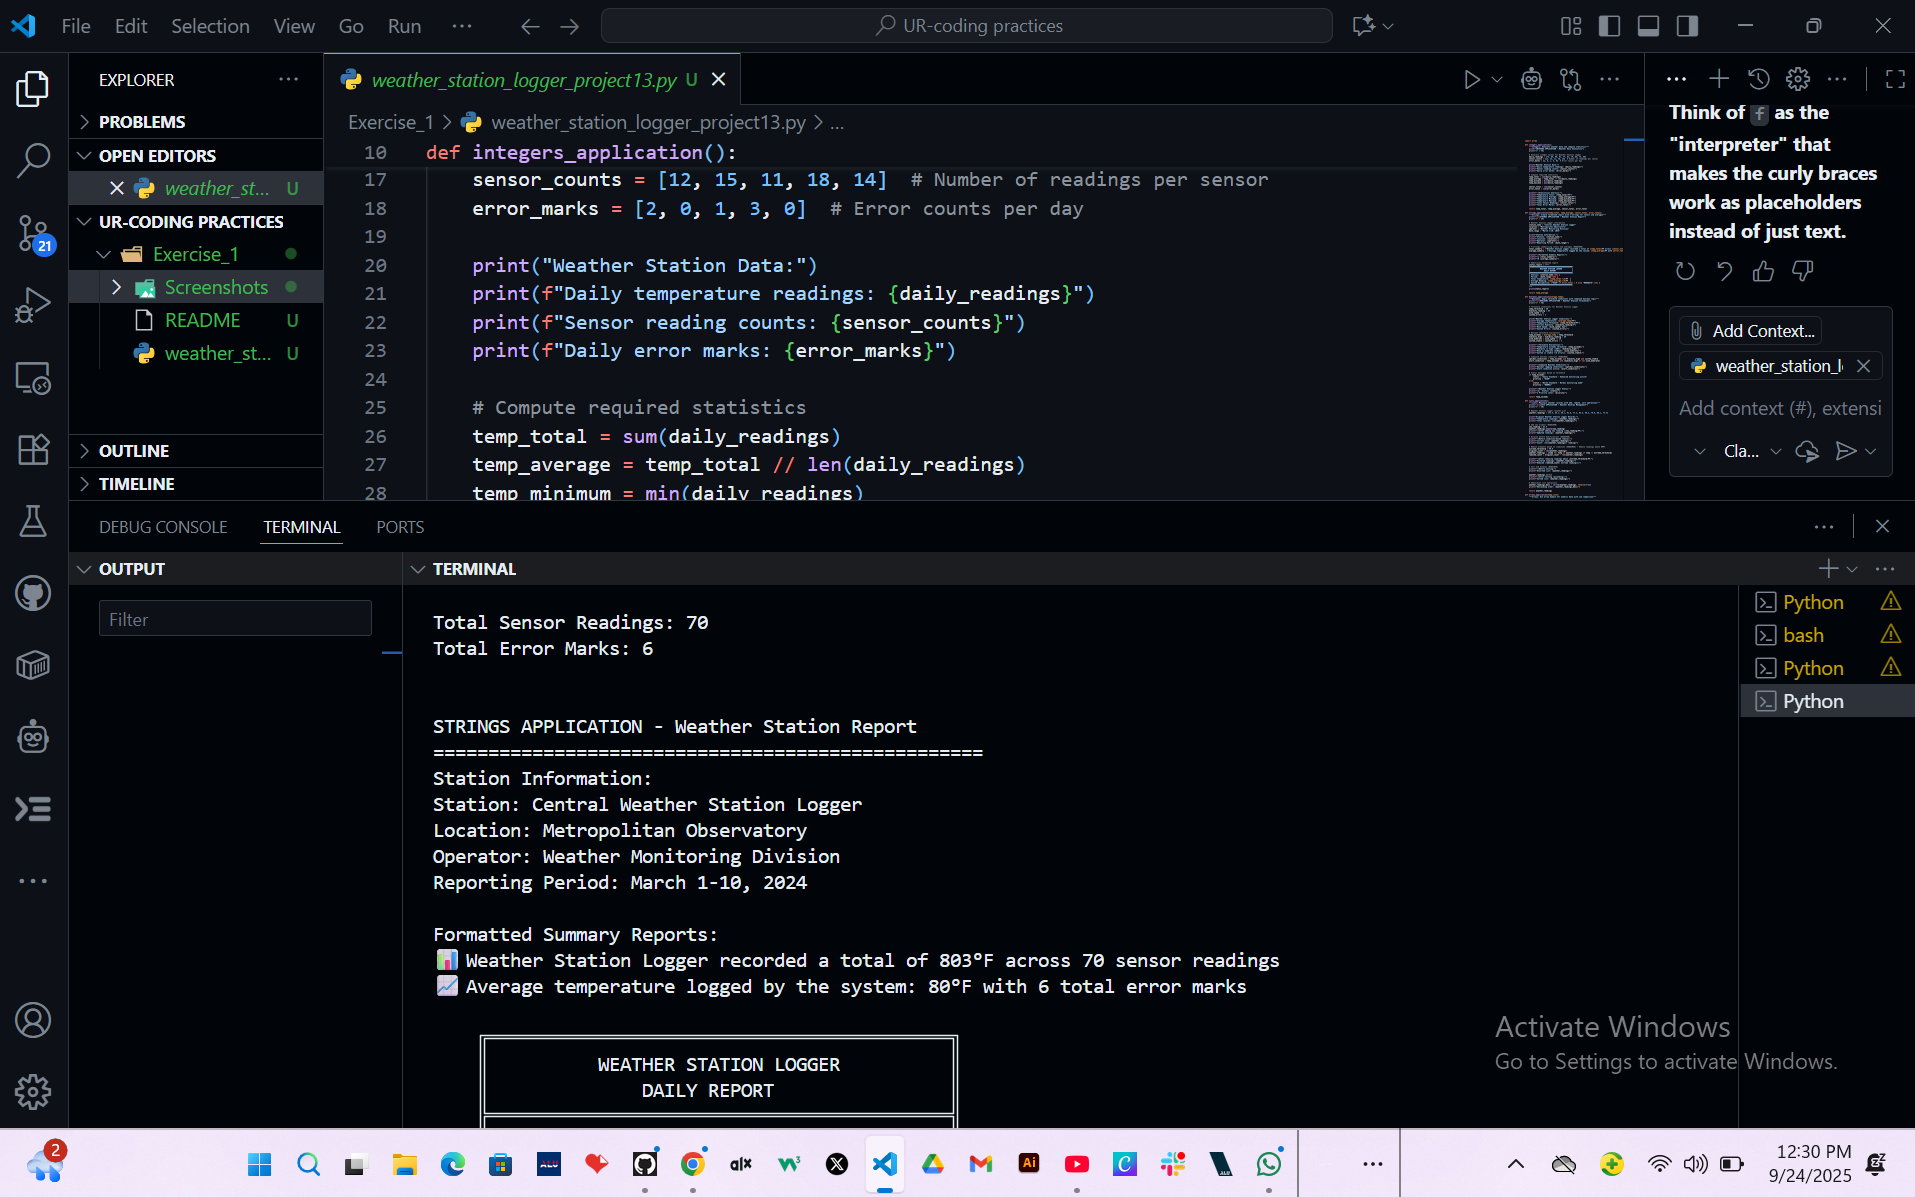 File Edit Selection View Go Run ...
UR-coding practices
EXPLORER
PROBLEMS
OPEN EDITORS
weather_st... U
UR-CODING PRACTICES
Exercise_1
Screenshots
README U
weather_st... U
OUTLINE
TIMELINE
21
weather_station_logger_project13.py U
Exercise_1 > weather_station_logger_project13.py > ...
10 def integers_application():
17 sensor_counts = [12, 15, 11, 18, 14]  # Number of readings per sensor
18 error_marks = [2, 0, 1, 3, 0]  # Error counts per day
19
20 print("Weather Station Data:")
21 print(f"Daily temperature readings: {daily_readings}")
22 print(f"Sensor reading counts: {sensor_counts}")
23 print(f"Daily error marks: {error_marks}")
24
25 # Compute required statistics
26 temp_total = sum(daily_readings)
27 temp_average = temp_total // len(daily_readings)
28 temp_minimum = min(daily_readings)
Think of f as the
"interpreter" that
makes the curly braces
work as placeholders
instead of just text.
Add Context...
weather_station_l
Add context (#), extensi
Cla...
DEBUG CONSOLE TERMINAL PORTS
OUTPUT
Filter
TERMINAL
Total Sensor Readings: 70
Total Error Marks: 6
STRINGS APPLICATION - Weather Station Report
==================================================
Station Information:
Station: Central Weather Station Logger
Location: Metropolitan Observatory
Operator: Weather Monitoring Division
Reporting Period: March 1-10, 2024
Formatted Summary Reports:
📊 Weather Station Logger recorded a total of 803°F across 70 sensor readings
📈 Average temperature logged by the system: 80°F with 6 total error marks
WEATHER STATION LOGGER
DAILY REPORT
Python
bash
Python
Python
Activate Windows
Go to Settings to activate Windows.
2
ALU
alx
w3
X
Ai
C
ALU
12:30 PM
9/24/2025